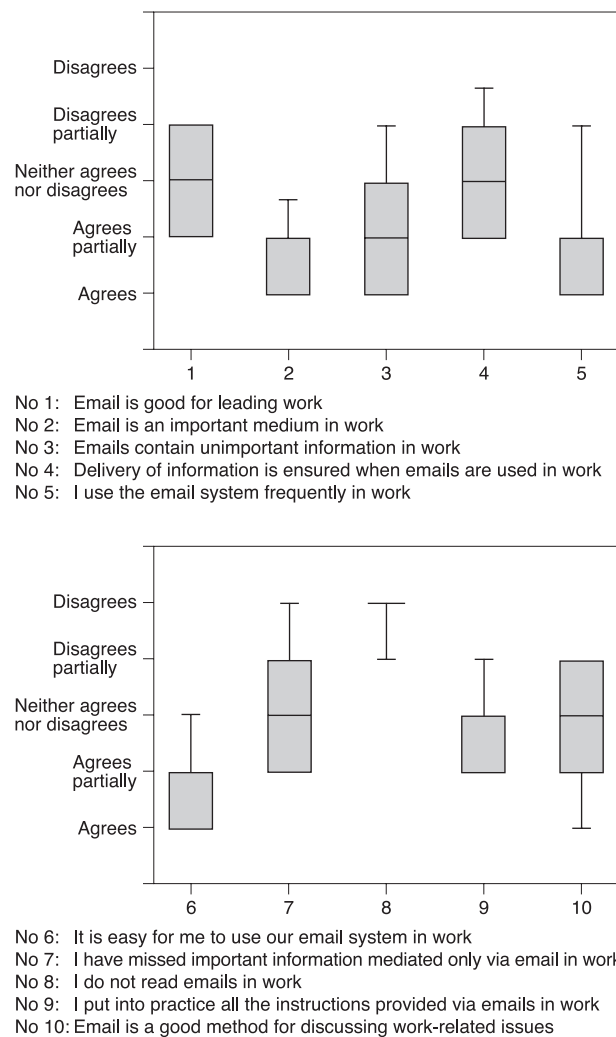 Disagrees
Disagrees
partially
Neither agrees
nor disagrees
Agrees
partially
Agrees
1 2 3 4 5
No 1: Email is good for leading work
No 2: Email is an important medium in work
No 3: Emails contain unimportant information in work
No 4: Delivery of information is ensured when emails are used in work
No 5: I use the email system frequently in work
Disagrees
Disagrees
partially
Neither agrees
nor disagrees
Agrees
partially
Agrees
6 7 8 9 10
No 6: It is easy for me to use our email system in work
No 7: I have missed important information mediated only via email in work
No 8: I do not read emails in work
No 9: I put into practice all the instructions provided via emails in work
No 10: Email is a good method for discussing work-related issues